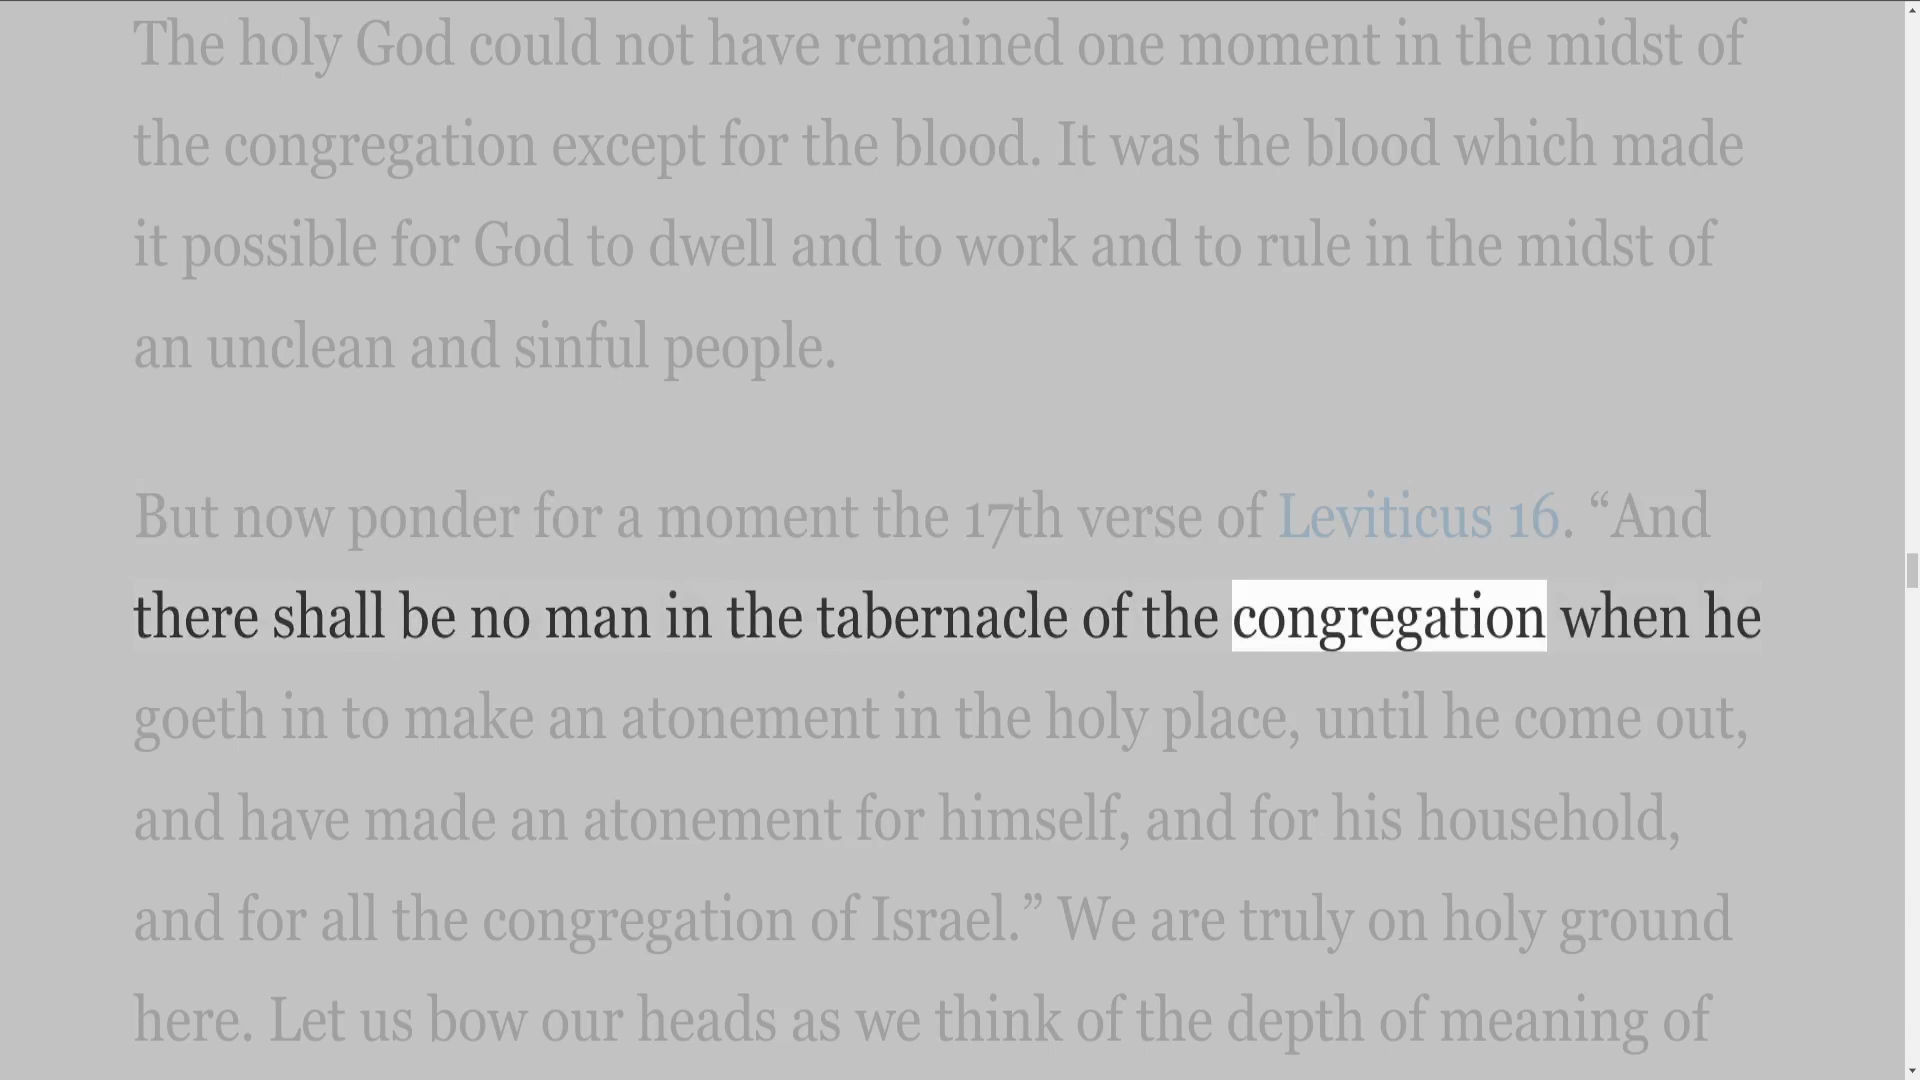 The holy God could not have remained one moment in the midst of
the congregation except for the blood. It was the blood which made
it possible for God to dwell and to work and to rule in the midst of
an unclean and sinful people.
But now ponder for a moment the 17th verse of Leviticus 16. “And
there shall be no man in the tabernacle of the congregation when he
goeth in to make an atonement in the holy place, until he come out,
and have made an atonement for himself, and for his household,
and for all the congregation of Israel.” We are truly on holy ground
here. Let us bow our heads as we think of the depth of meaning of